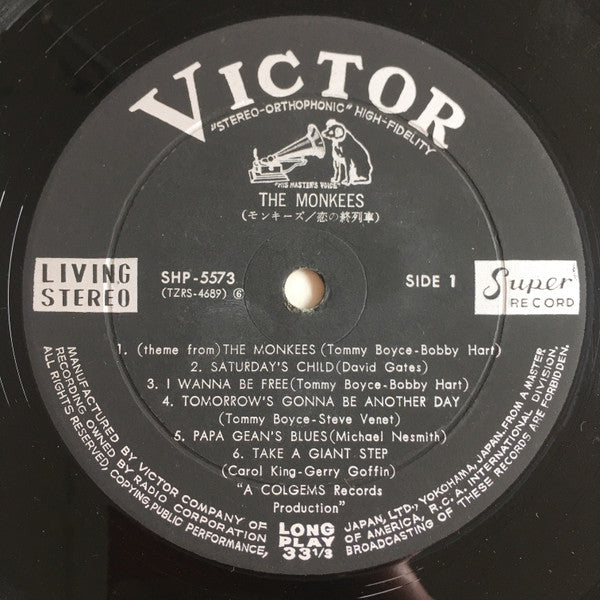 VICTOR
"STEREO-ORTHOPHONIC" HIGH-FIDELITY
"HIS MASTER'S VOICE"
THE MONKEES
(モンキーズ/恋の終列車)
LIVING
STEREO
SHP-5573
(TZRS-4689) ⑥
SIDE 1
Super
RECORD
1. (theme from) THE MONKEES (Tommy Boyce-Bobby Hart)
2. SATURDAY'S CHILD (David Gates)
3. I WANNA BE FREE (Tommy Boyce-Bobby Hart)
4. TOMORROW'S GONNA BE ANOTHER DAY
(Tommy Boyce-Steve Venet)
5. PAPA GEAN'S BLUES (Michael Nesmith)
6. TAKE A GIANT STEP
(Carol King-Gerry Goffin)
"A COLGEMS Records
Production"
LONG
PLAY
33 1/3
MANUFACTURED BY VICTOR COMPANY OF JAPAN, LTD., YOKOHAMA, JAPAN, FROM A MASTER
RECORDING OWNED BY RADIO CORPORATION OF AMERICA, R.C.A. INTERNATIONAL DIVISION,
ALL RIGHTS RESERVED, COPYING, PUBLIC PERFORMANCE, BROADCASTING OF THESE RECORDS ARE FORBIDDEN.